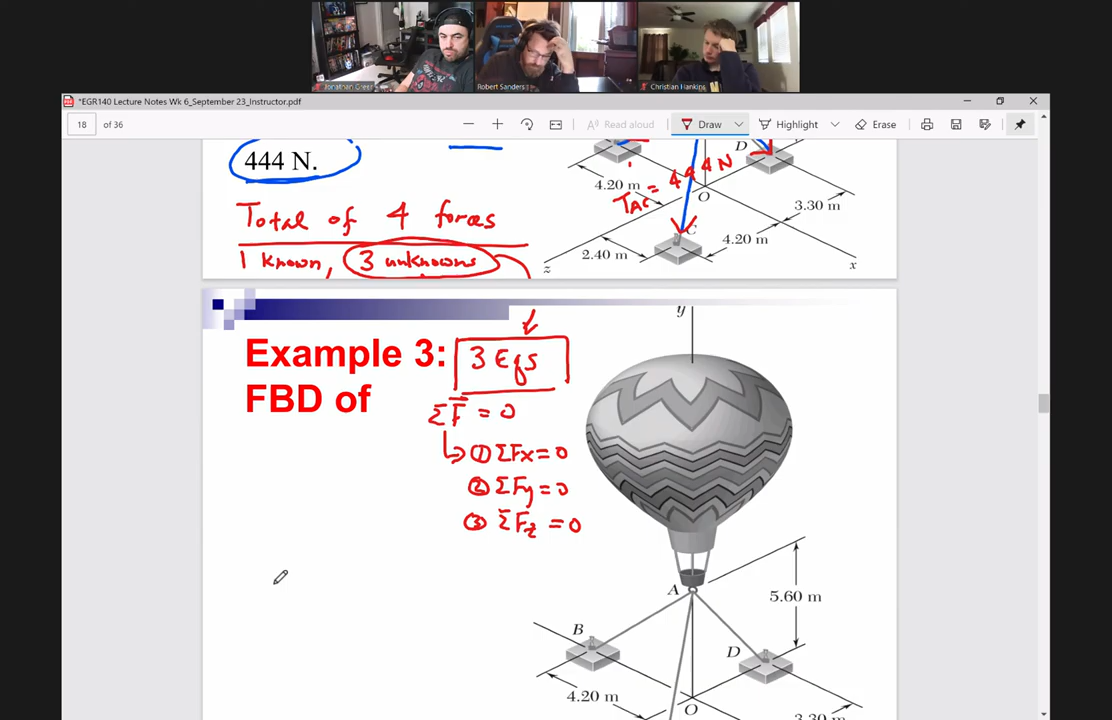 Jonathan Greer
Robert Sanders
Christian Hankins
*EGR140 Lecture Notes Wk 6_September 23_Instructor.pdf
18 of 36
Read aloud
Draw
Highlight
Erase
444 N.
Total of 4 forces
1 known, 3 unknowns
4.20 m
TAC = 444 N
D
O
3.30 m
C
4.20 m
2.40 m
z
x
Example 3:
FBD of
3 Eqs
ΣF = 0
① ΣFx = 0
② ΣFy = 0
③ ΣFz = 0
y
A
5.60 m
B
D
4.20 m
O
3.30 m